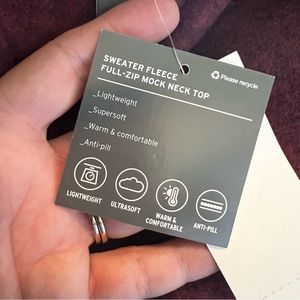 SWEATER FLEECE
FULL-ZIP MOCK NECK TOP
Please recycle
_Lightweight
_Supersoft
_Warm & comfortable
_Anti-pill
LIGHTWEIGHT
ULTRASOFT
WARM &
COMFORTABLE
ANTI-PILL